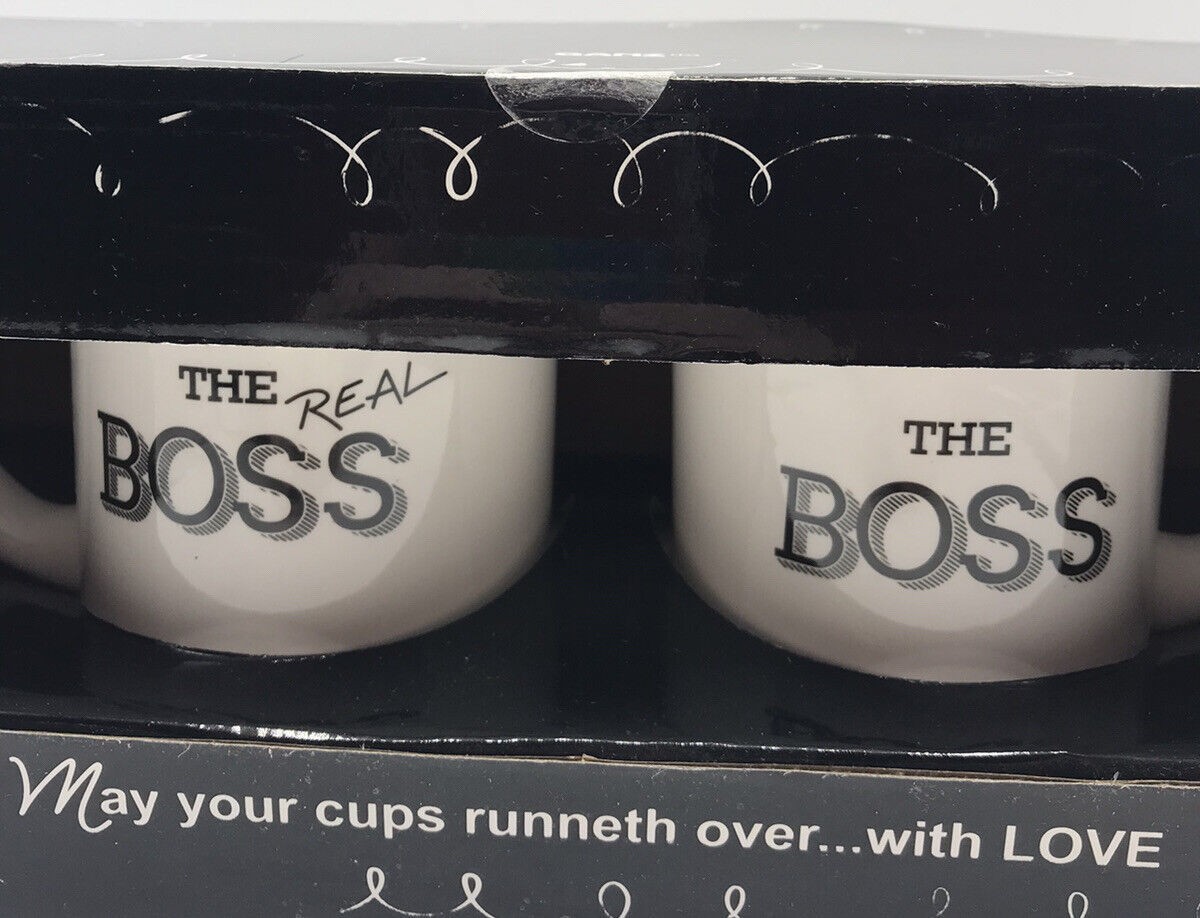 THE REAL
BOSS
THE
BOSS
May your cups runneth over...with LOVE